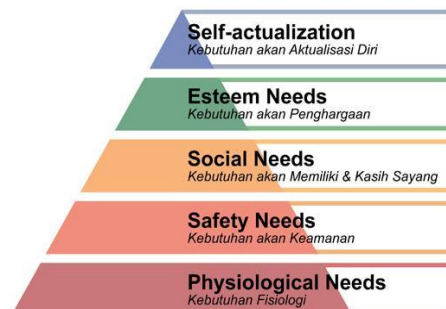 Self-actualization
Kebutuhan akan Aktualisasi Diri
Esteem Needs
Kebutuhan akan Penghargaan
Social Needs
Kebutuhan akan Memiliki & Kasih Sayang
Safety Needs
Kebutuhan akan Keamanan
Physiological Needs
Kebutuhan Fisiologi